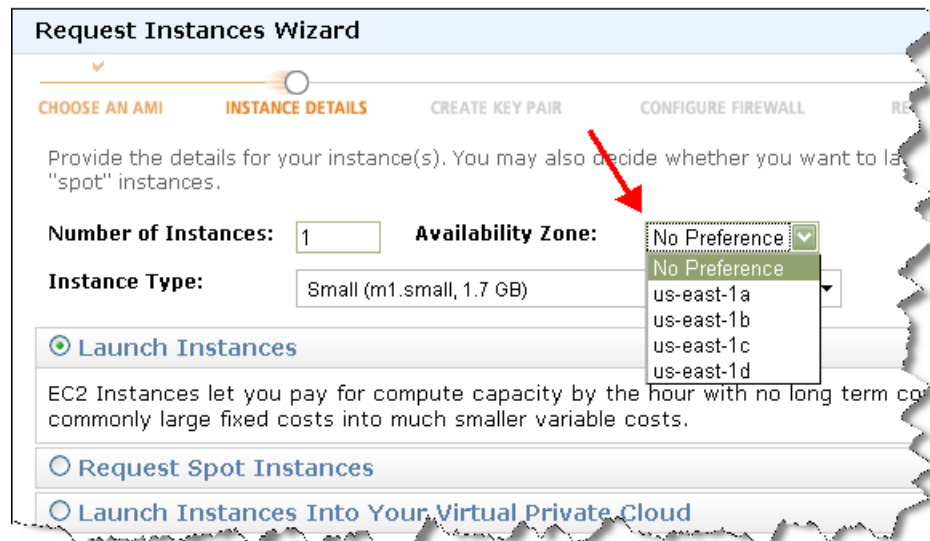 Request Instances Wizard
CHOOSE AN AMI INSTANCE DETAILS CREATE KEY PAIR CONFIGURE FIREWALL
Provide the details for your instance(s). You may also decide whether you want to
"spot" instances.
Number of Instances: 1 Availability Zone: No Preference
No Preference
Instance Type: Small (m1.small, 1.7 GB)
us-east-1a
us-east-1b
us-east-1c
us-east-1d
Launch Instances
EC2 Instances let you pay for compute capacity by the hour with no long term
commonly large fixed costs into much smaller variable costs.
Request Spot Instances
Launch Instances Into Your Virtual Private Cloud